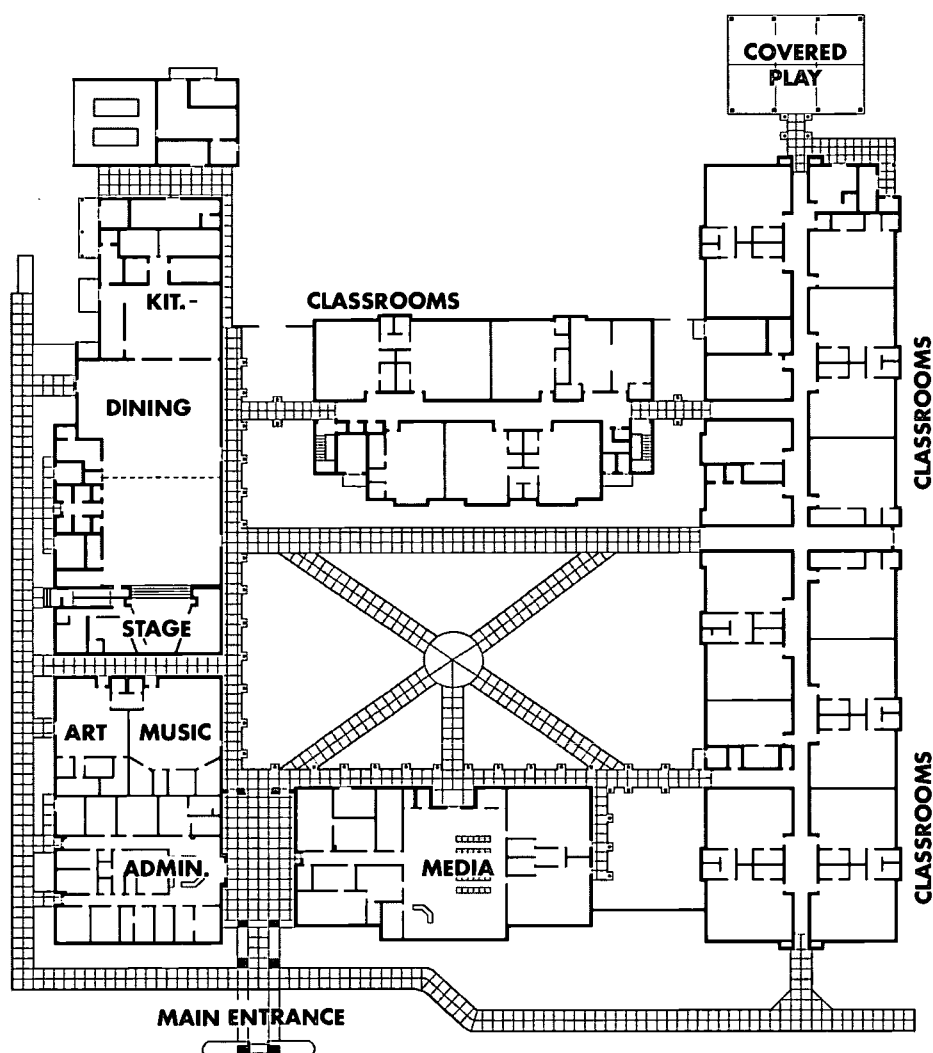 COVERED
PLAY
KIT.-
CLASSROOMS
DINING
CLASSROOMS
STAGE
ART
MUSIC
ADMIN.
MEDIA
CLASSROOMS
MAIN ENTRANCE